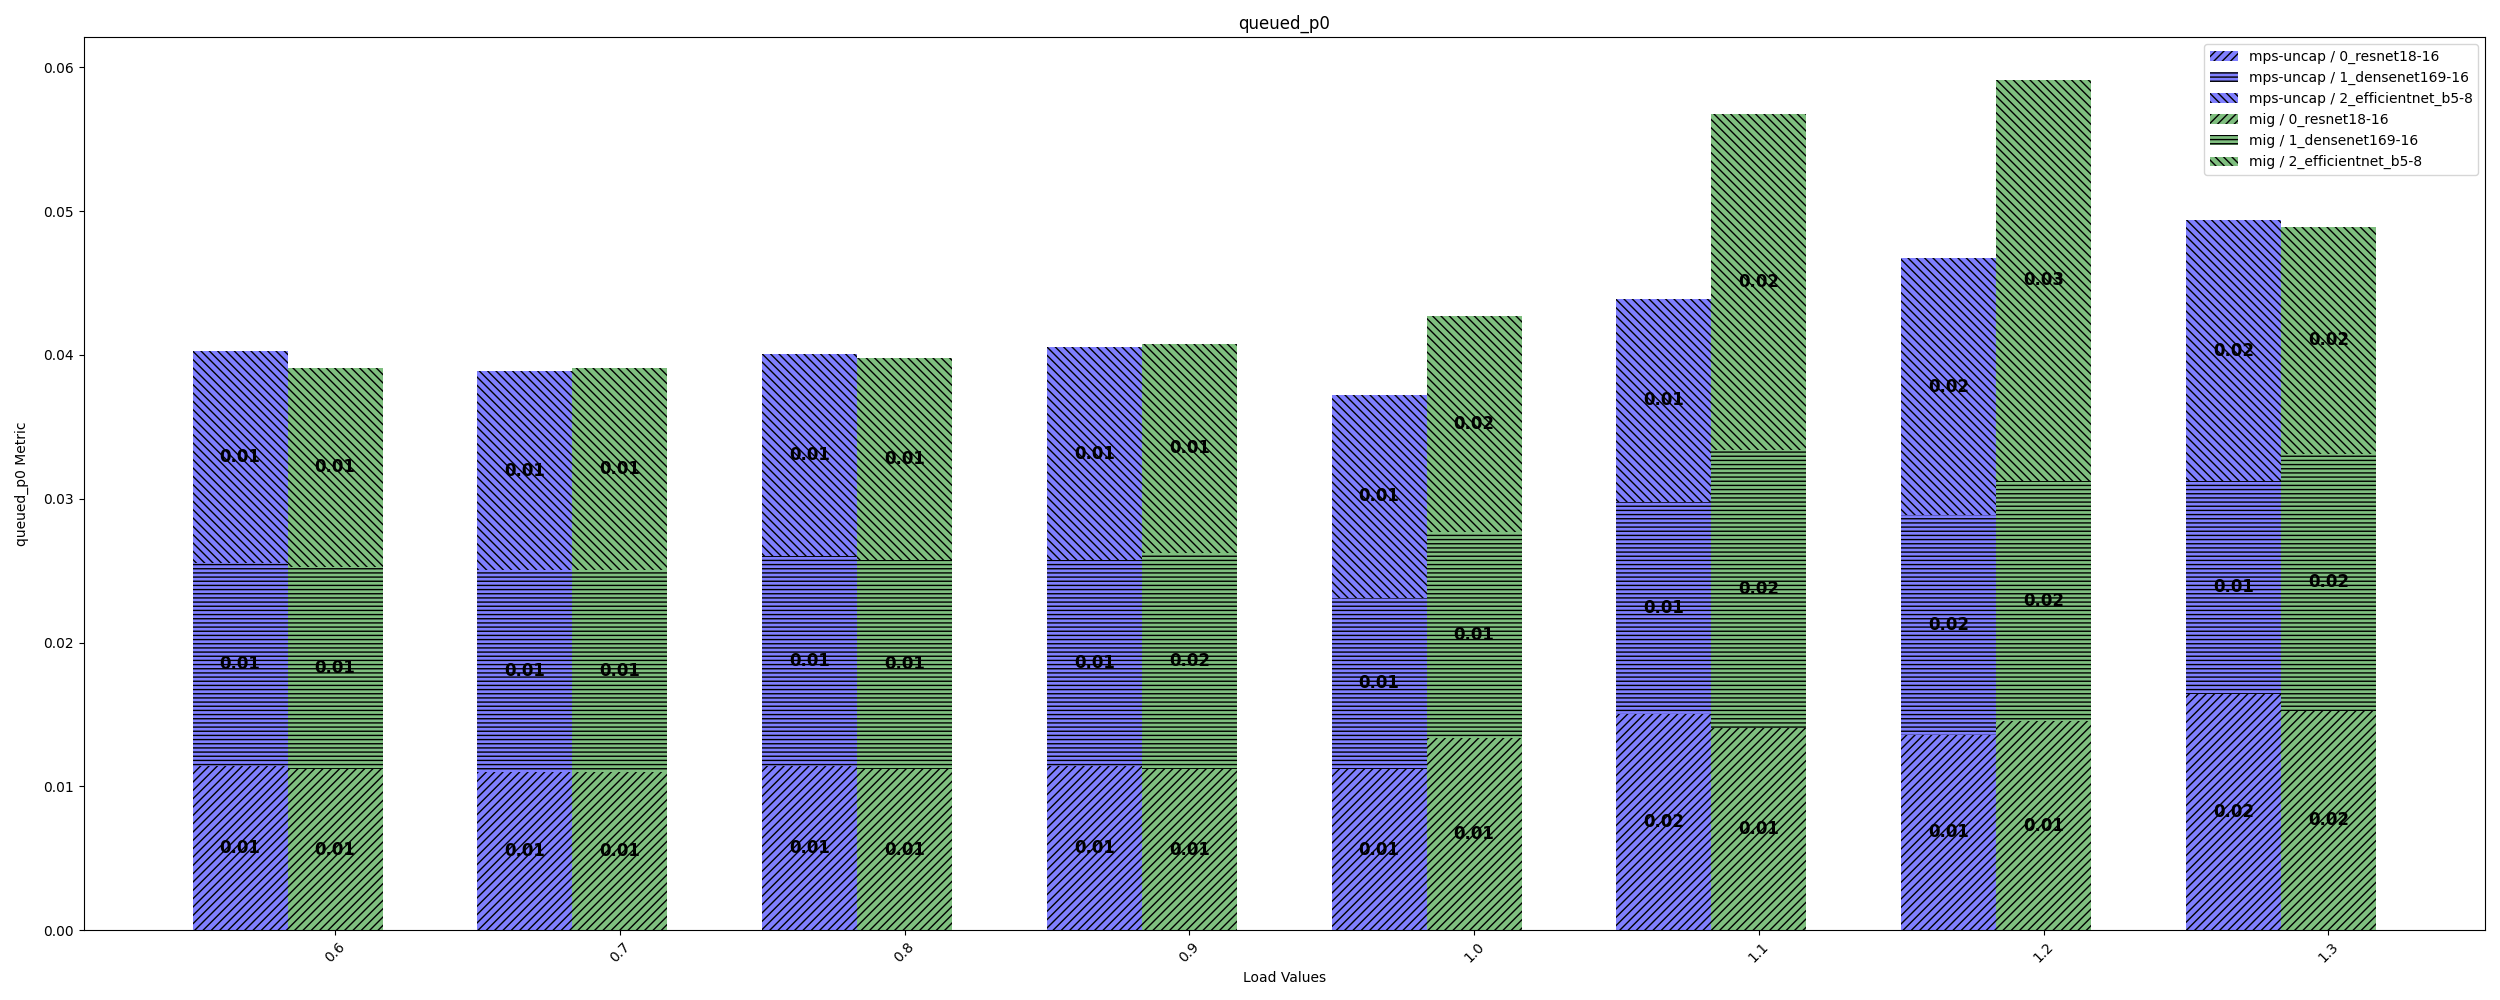 queued_p0
mps-uncap / 0_resnet18-16
mps-uncap / 1_densenet169-16
mps-uncap / 2_efficientnet_b5-8
mig / 0_resnet18-16
mig / 1_densenet169-16
mig / 2_efficientnet_b5-8
queued_p0 Metric
0.06
0.05
0.04
0.03
0.02
0.01
0.00
0.01 0.01 0.01 0.01 0.01 0.01 0.01 0.01 0.01 0.02 0.01 0.02 0.02 0.03 0.02 0.02
0.01 0.01 0.01 0.01 0.01 0.01 0.01 0.02 0.01 0.01 0.01 0.02 0.02 0.02 0.01 0.02
0.01 0.01 0.01 0.01 0.01 0.01 0.01 0.01 0.01 0.01 0.02 0.01 0.01 0.01 0.02 0.02
0.6 0.7 0.8 0.9 1.0 1.1 1.2 1.3
Load Values